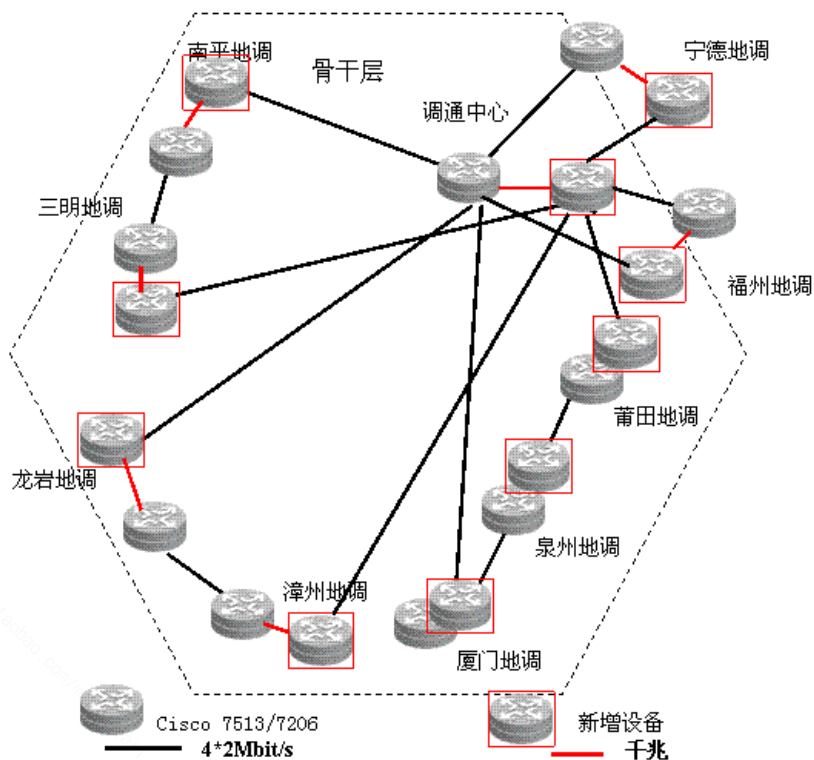 南平地调
骨干层
宁德地调
调通中心
三明地调
福州地调
莆田地调
龙岩地调
泉州地调
漳州地调
厦门地调
Cisco 7513/7206
新增设备
4*2Mbit/s
千兆